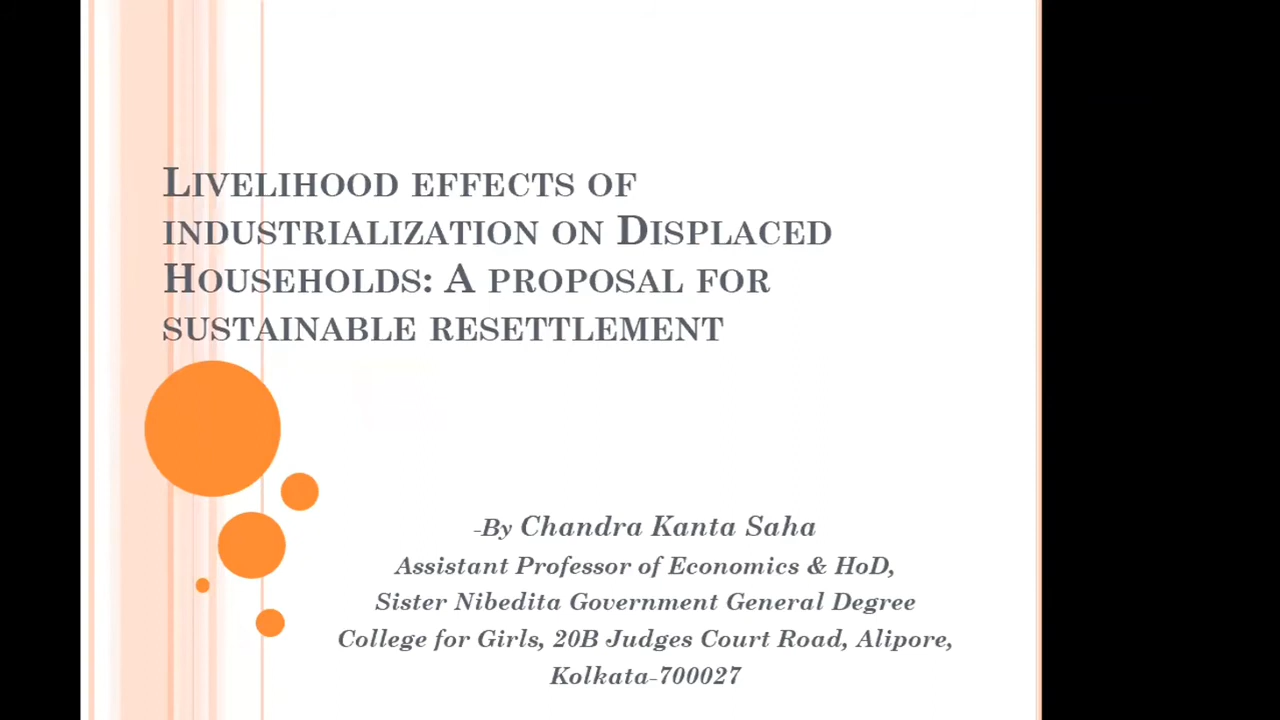 Livelihood effects of
industrialization on Displaced
Households: A proposal for
sustainable resettlement
-By Chandra Kanta Saha
Assistant Professor of Economics & HoD,
Sister Nibedita Government General Degree
College for Girls, 20B Judges Court Road, Alipore,
Kolkata-700027